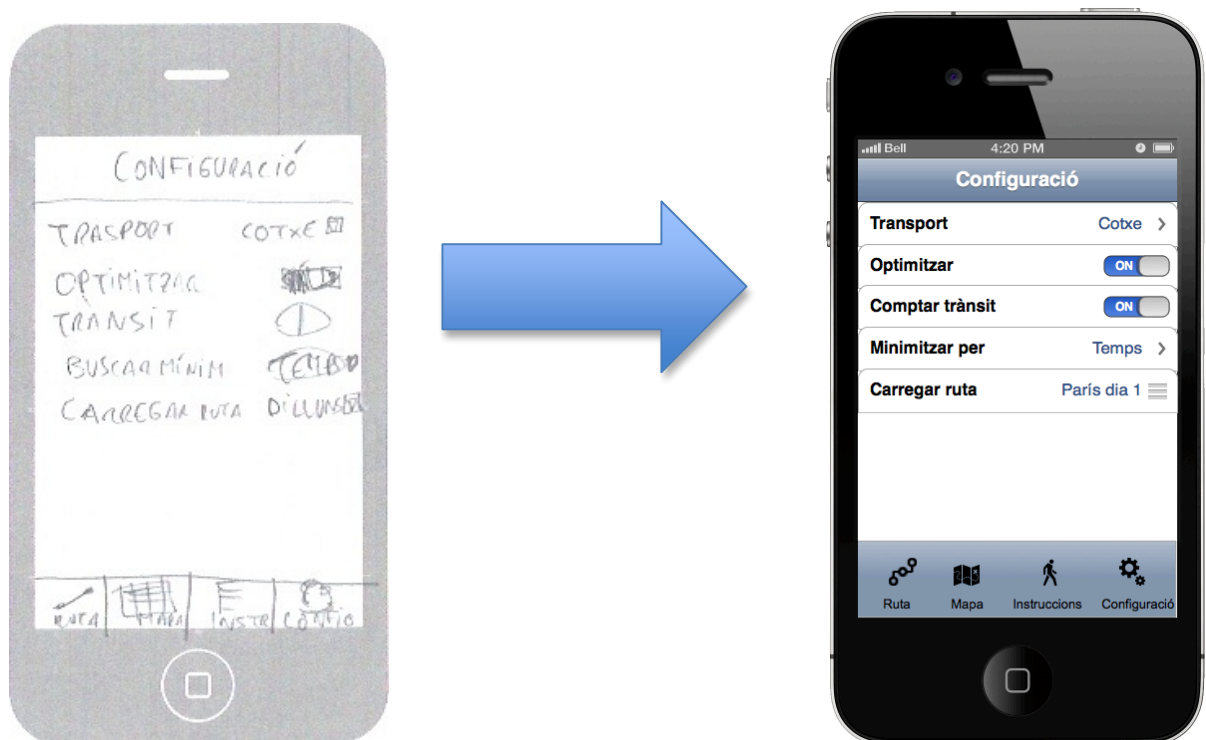 CONFIGURACIÓ
TRASPORT COTXE
OPTIMITZAR
TRÀNSIT
BUSCAR MÍNIM TEMPS
CARREGAR RUTA DILLUNS
RUTA MAPA INSTR CONFIG
Bell 4:20 PM
Configuració
Transport Cotxe
Optimitzar ON
Comptar trànsit ON
Minimitzar per Temps
Carregar ruta París dia 1
Ruta Mapa Instruccions Configuració